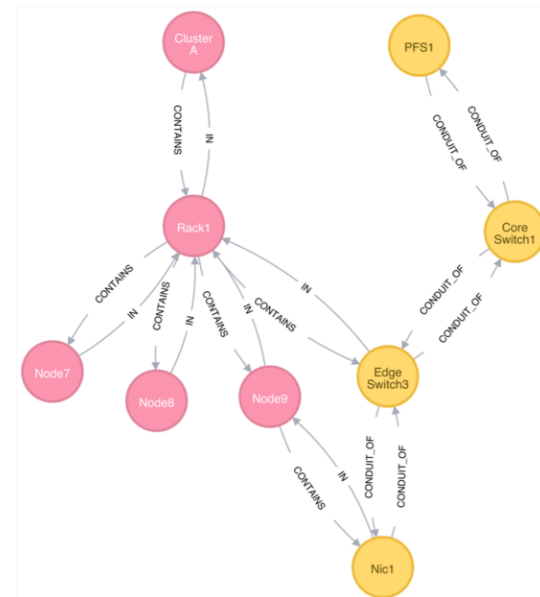 Cluster
A
PFS1
CONTAINS
IN
CONDUIT_OF
CONDUIT_OF
Rack1
Core
Switch1
CONTAINS
IN
CONTAINS
IN
CONTAINS
IN
CONTAINS
IN
CONDUIT_OF
CONDUIT_OF
Node7
Node8
Node9
Edge
Switch3
CONTAINS
IN
CONDUIT_OF
CONDUIT_OF
Nic1